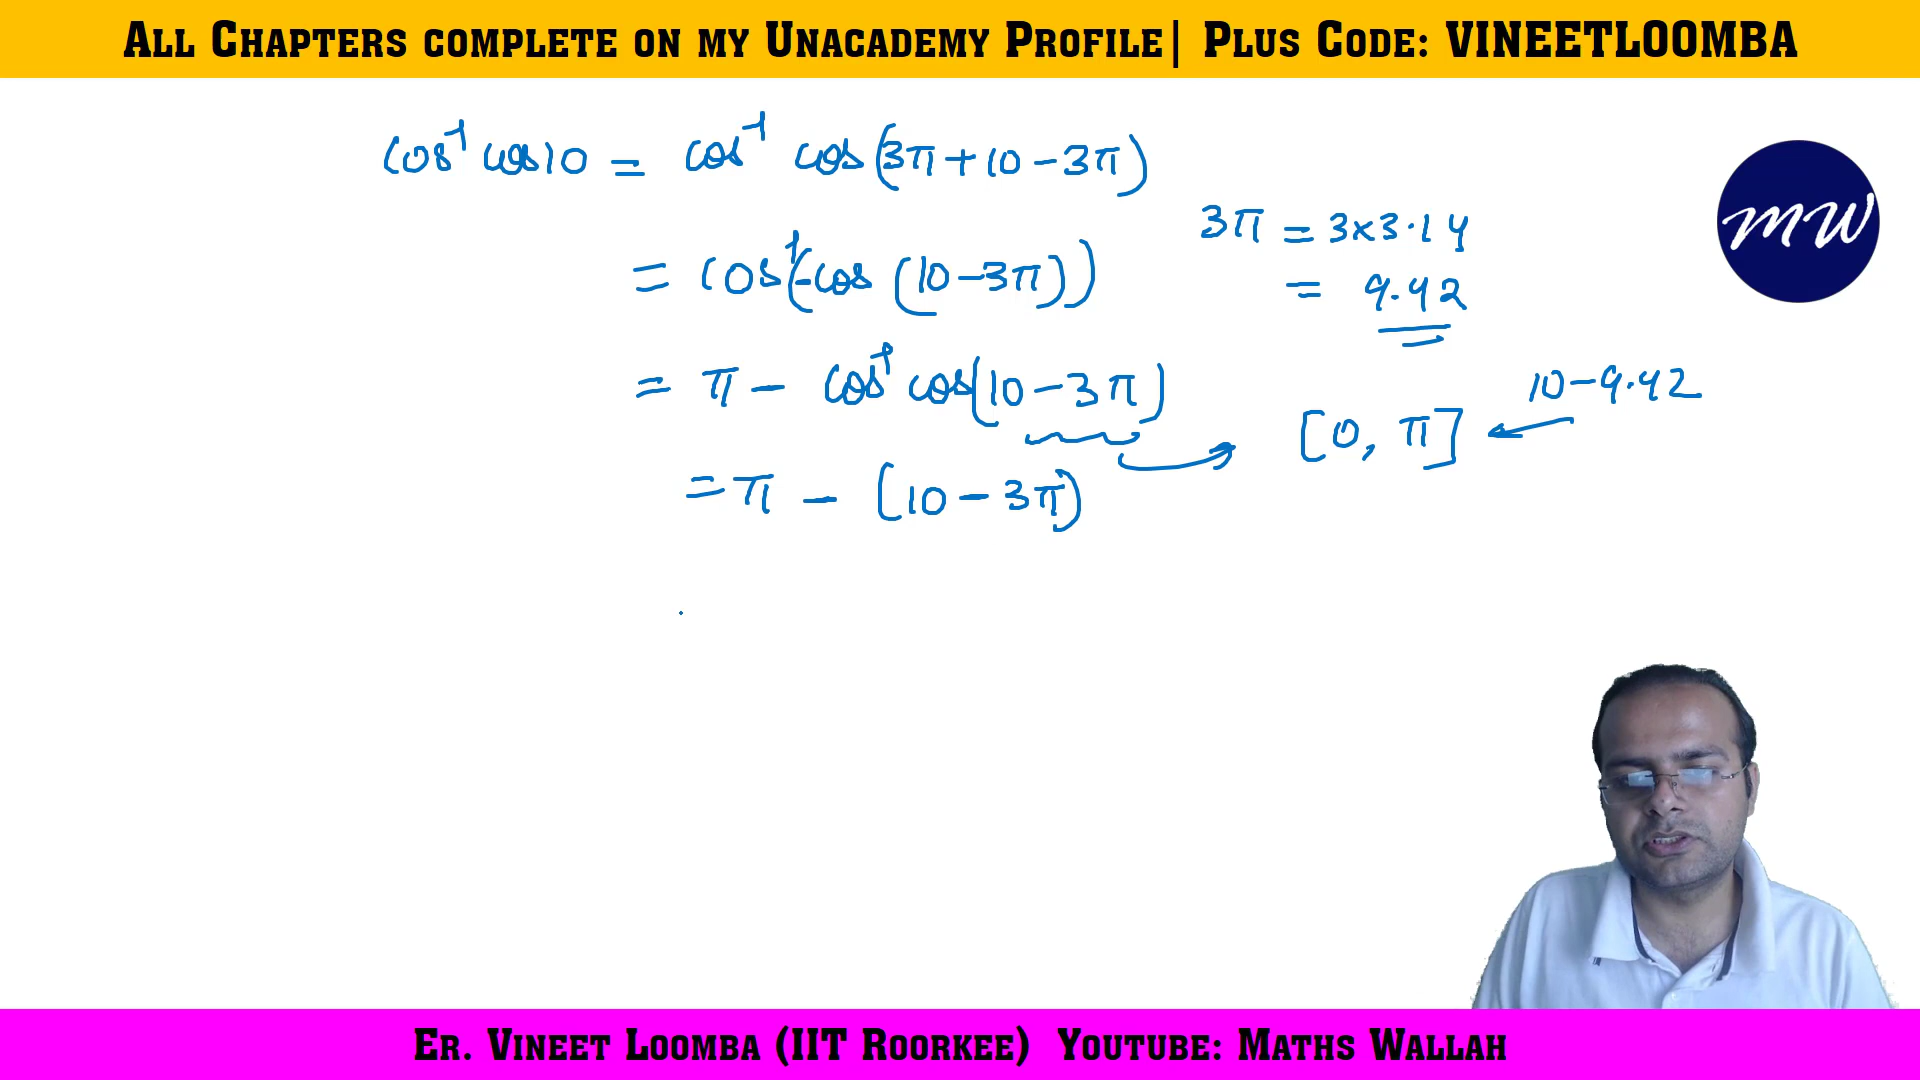 ALL CHAPTERS COMPLETE ON MY UNACADEMY PROFILE| PLUS CODE: VINEETLOOMBA
cos⁻¹ cos 10 = cos⁻¹ cos(3π + 10 − 3π)
MW
3π = 3×3.14
= cos⁻¹(−cos (10−3π))
= 9.42
= π − cos⁻¹ cos(10−3π)
10−9.42
[0, π]
= π − (10−3π)
ER. VINEET LOOMBA (IIT ROORKEE) YOUTUBE: MATHS WALLAH